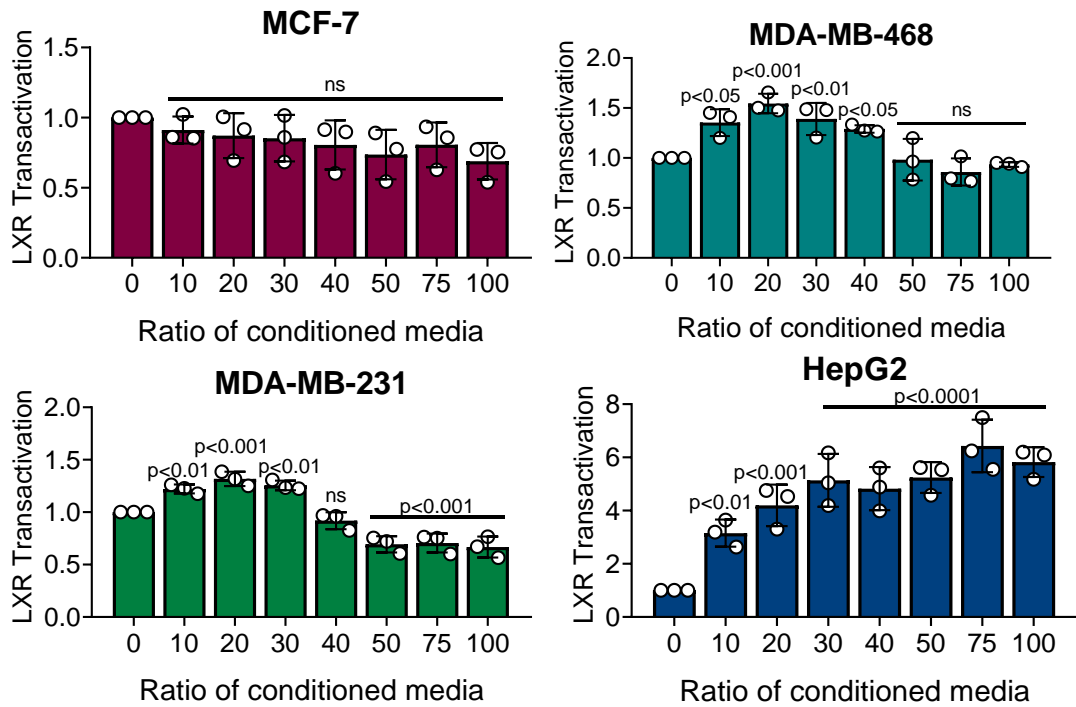 MCF-7
LXR Transactivation
1.5
1.0
0.5
0.0
ns
0 10 20 30 40 50 75 100
Ratio of conditioned media
MDA-MB-468
LXR Transactivation
2.0
1.5
1.0
0.5
0.0
p<0.05
p<0.001
p<0.01
p<0.05
ns
0 10 20 30 40 50 75 100
Ratio of conditioned media
MDA-MB-231
LXR Transactivation
2.0
1.5
1.0
0.5
0.0
p<0.01
p<0.001
p<0.01
ns
p<0.001
0 10 20 30 40 50 75 100
Ratio of conditioned media
HepG2
LXR Transactivation
8
6
4
2
0
p<0.01
p<0.001
p<0.0001
0 10 20 30 40 50 75 100
Ratio of conditioned media